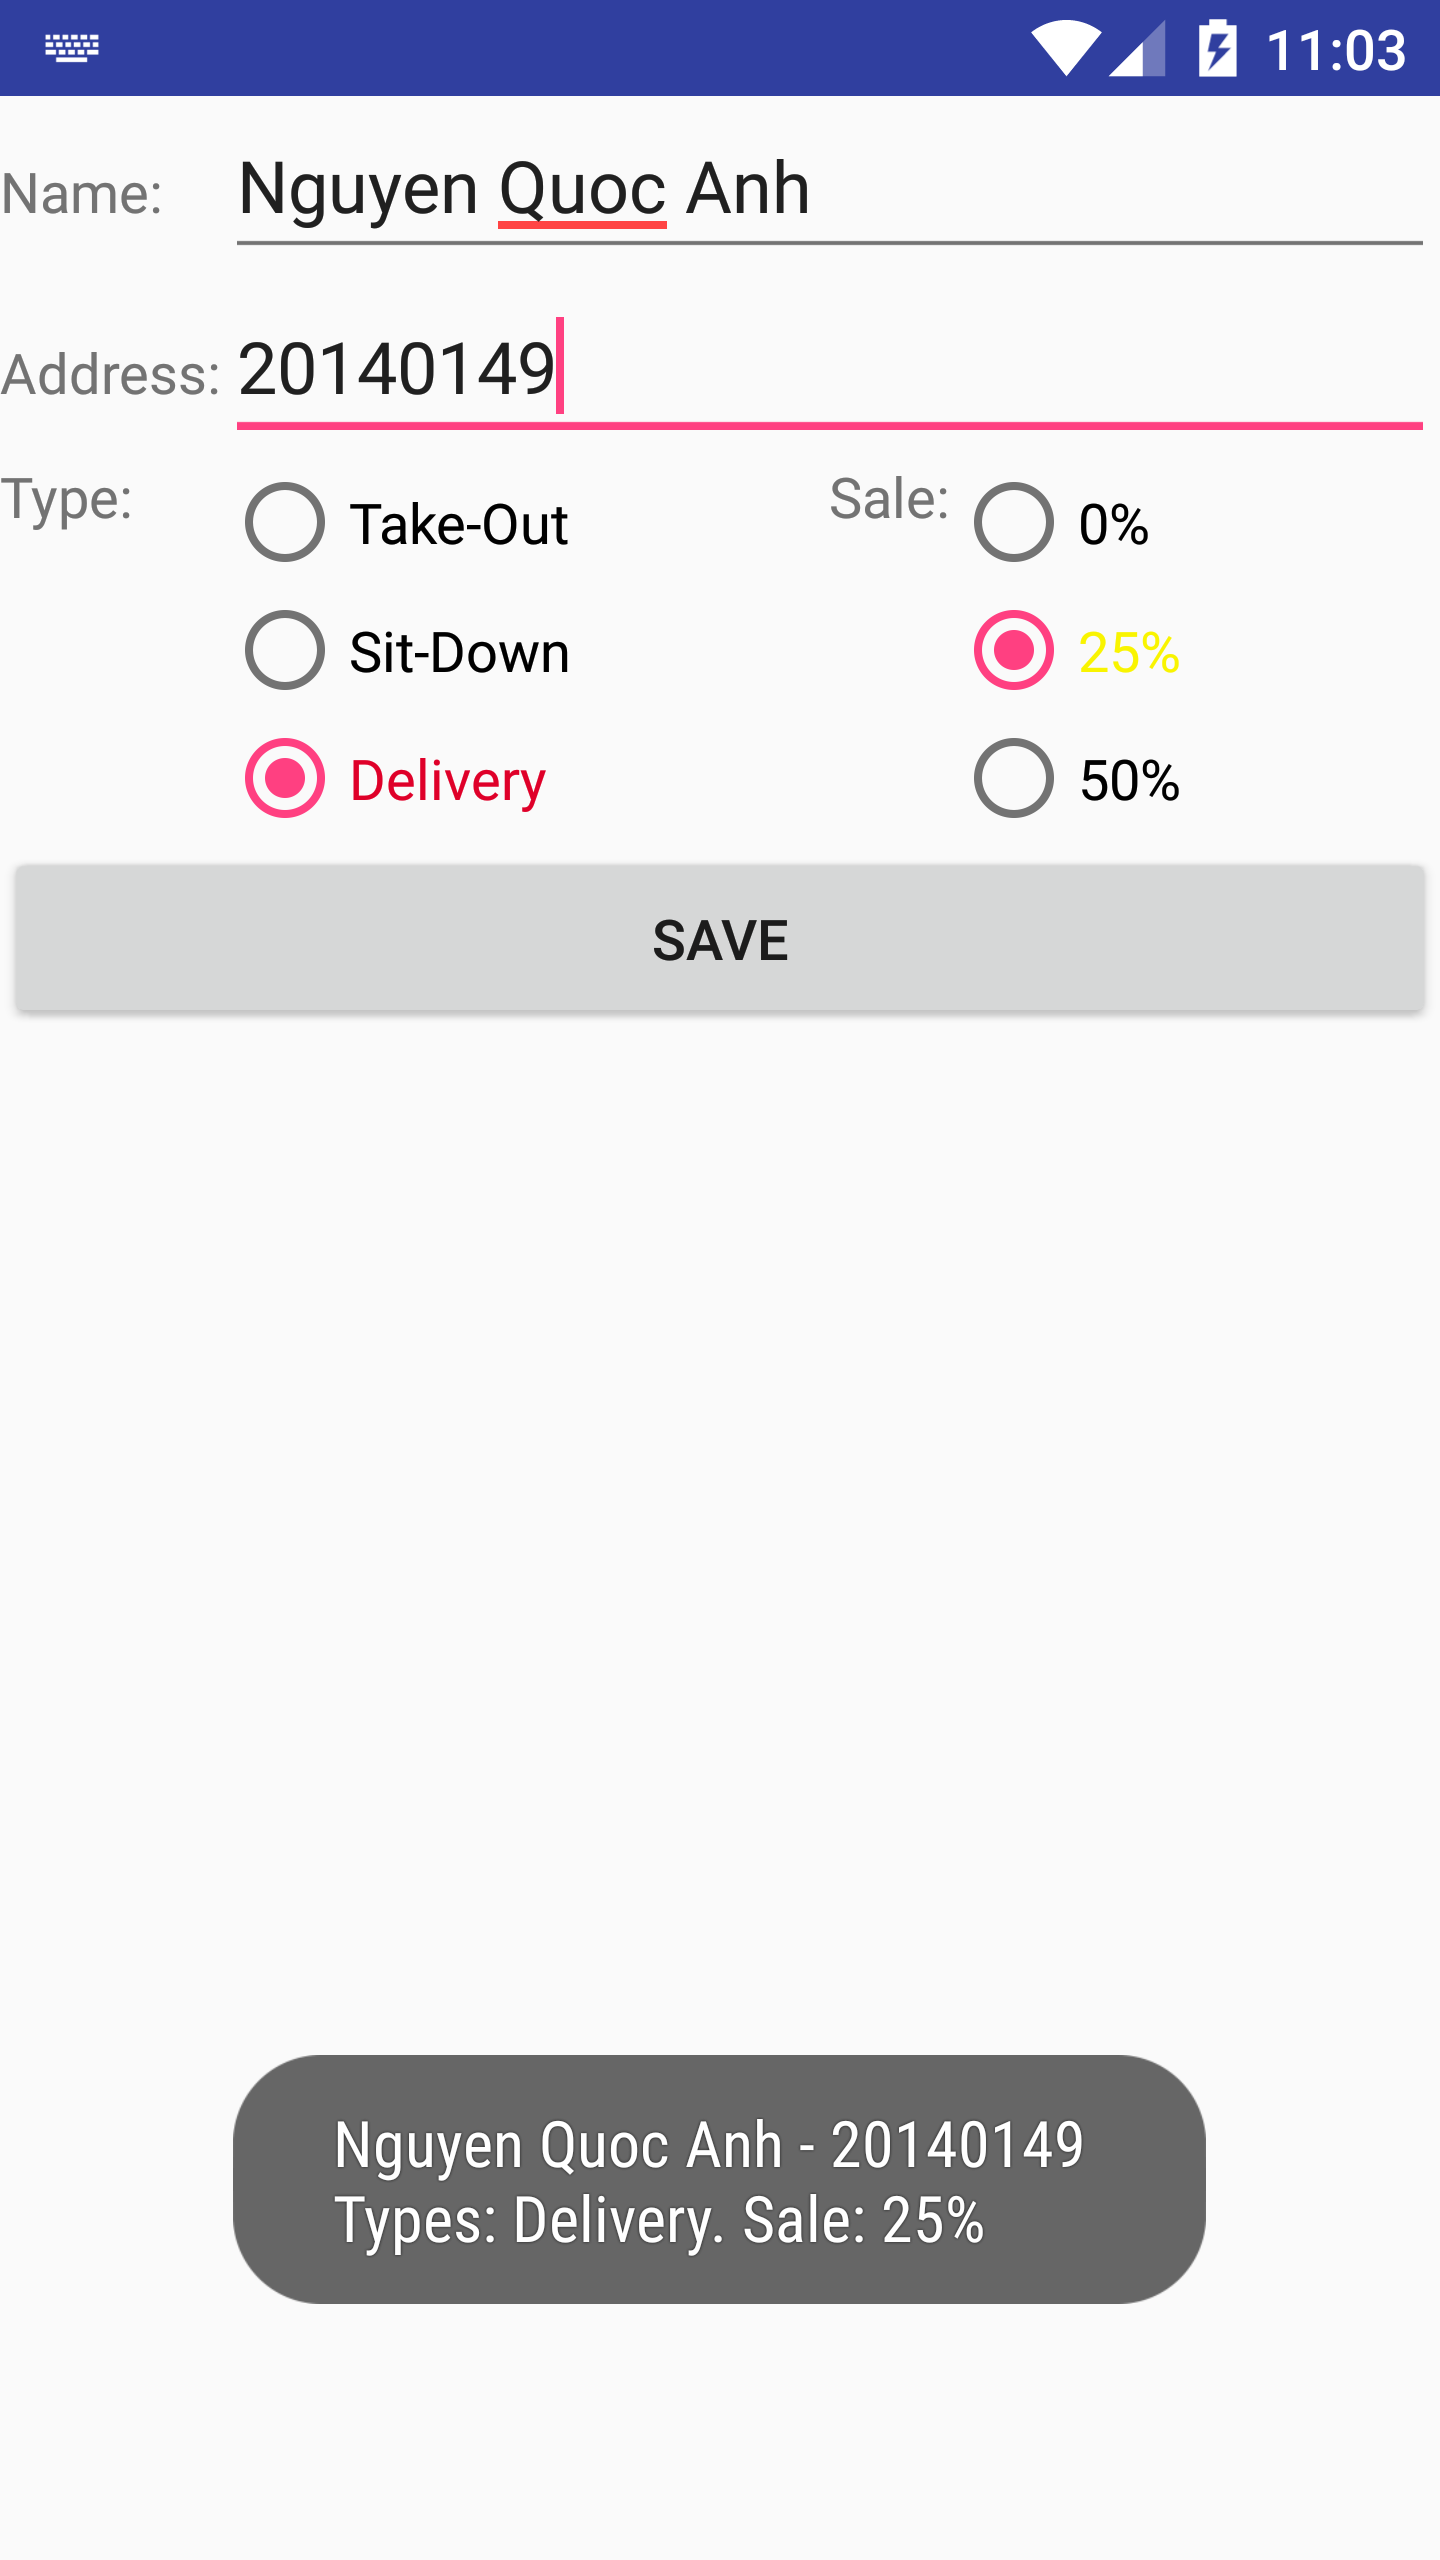 11:03
Name: Nguyen Quoc Anh
Address: 20140149
Type: Take-Out Sale: 0%
Sit-Down 25%
Delivery 50%
SAVE
Nguyen Quoc Anh - 20140149
Types: Delivery. Sale: 25%